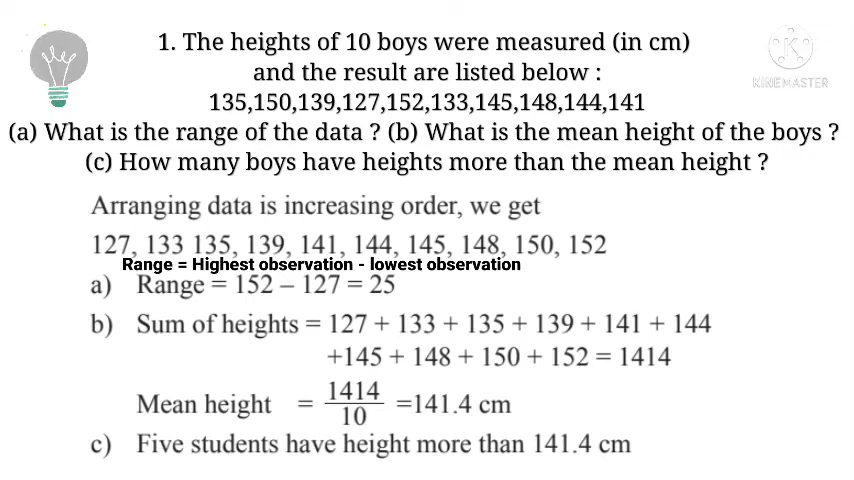 1. The heights of 10 boys were measured (in cm)
and the result are listed below :
135,150,139,127,152,133,145,148,144,141
(a) What is the range of the data ? (b) What is the mean height of the boys ?
(c) How many boys have heights more than the mean height ?
KINEMASTER
Arranging data is increasing order, we get
127, 133 135, 139, 141, 144, 145, 148, 150, 152
Range = Highest observation - lowest observation
a) Range = 152 – 127 = 25
b) Sum of heights = 127 + 133 + 135 + 139 + 141 + 144
+145 + 148 + 150 + 152 = 1414
Mean height = 1414/10 =141.4 cm
c) Five students have height more than 141.4 cm